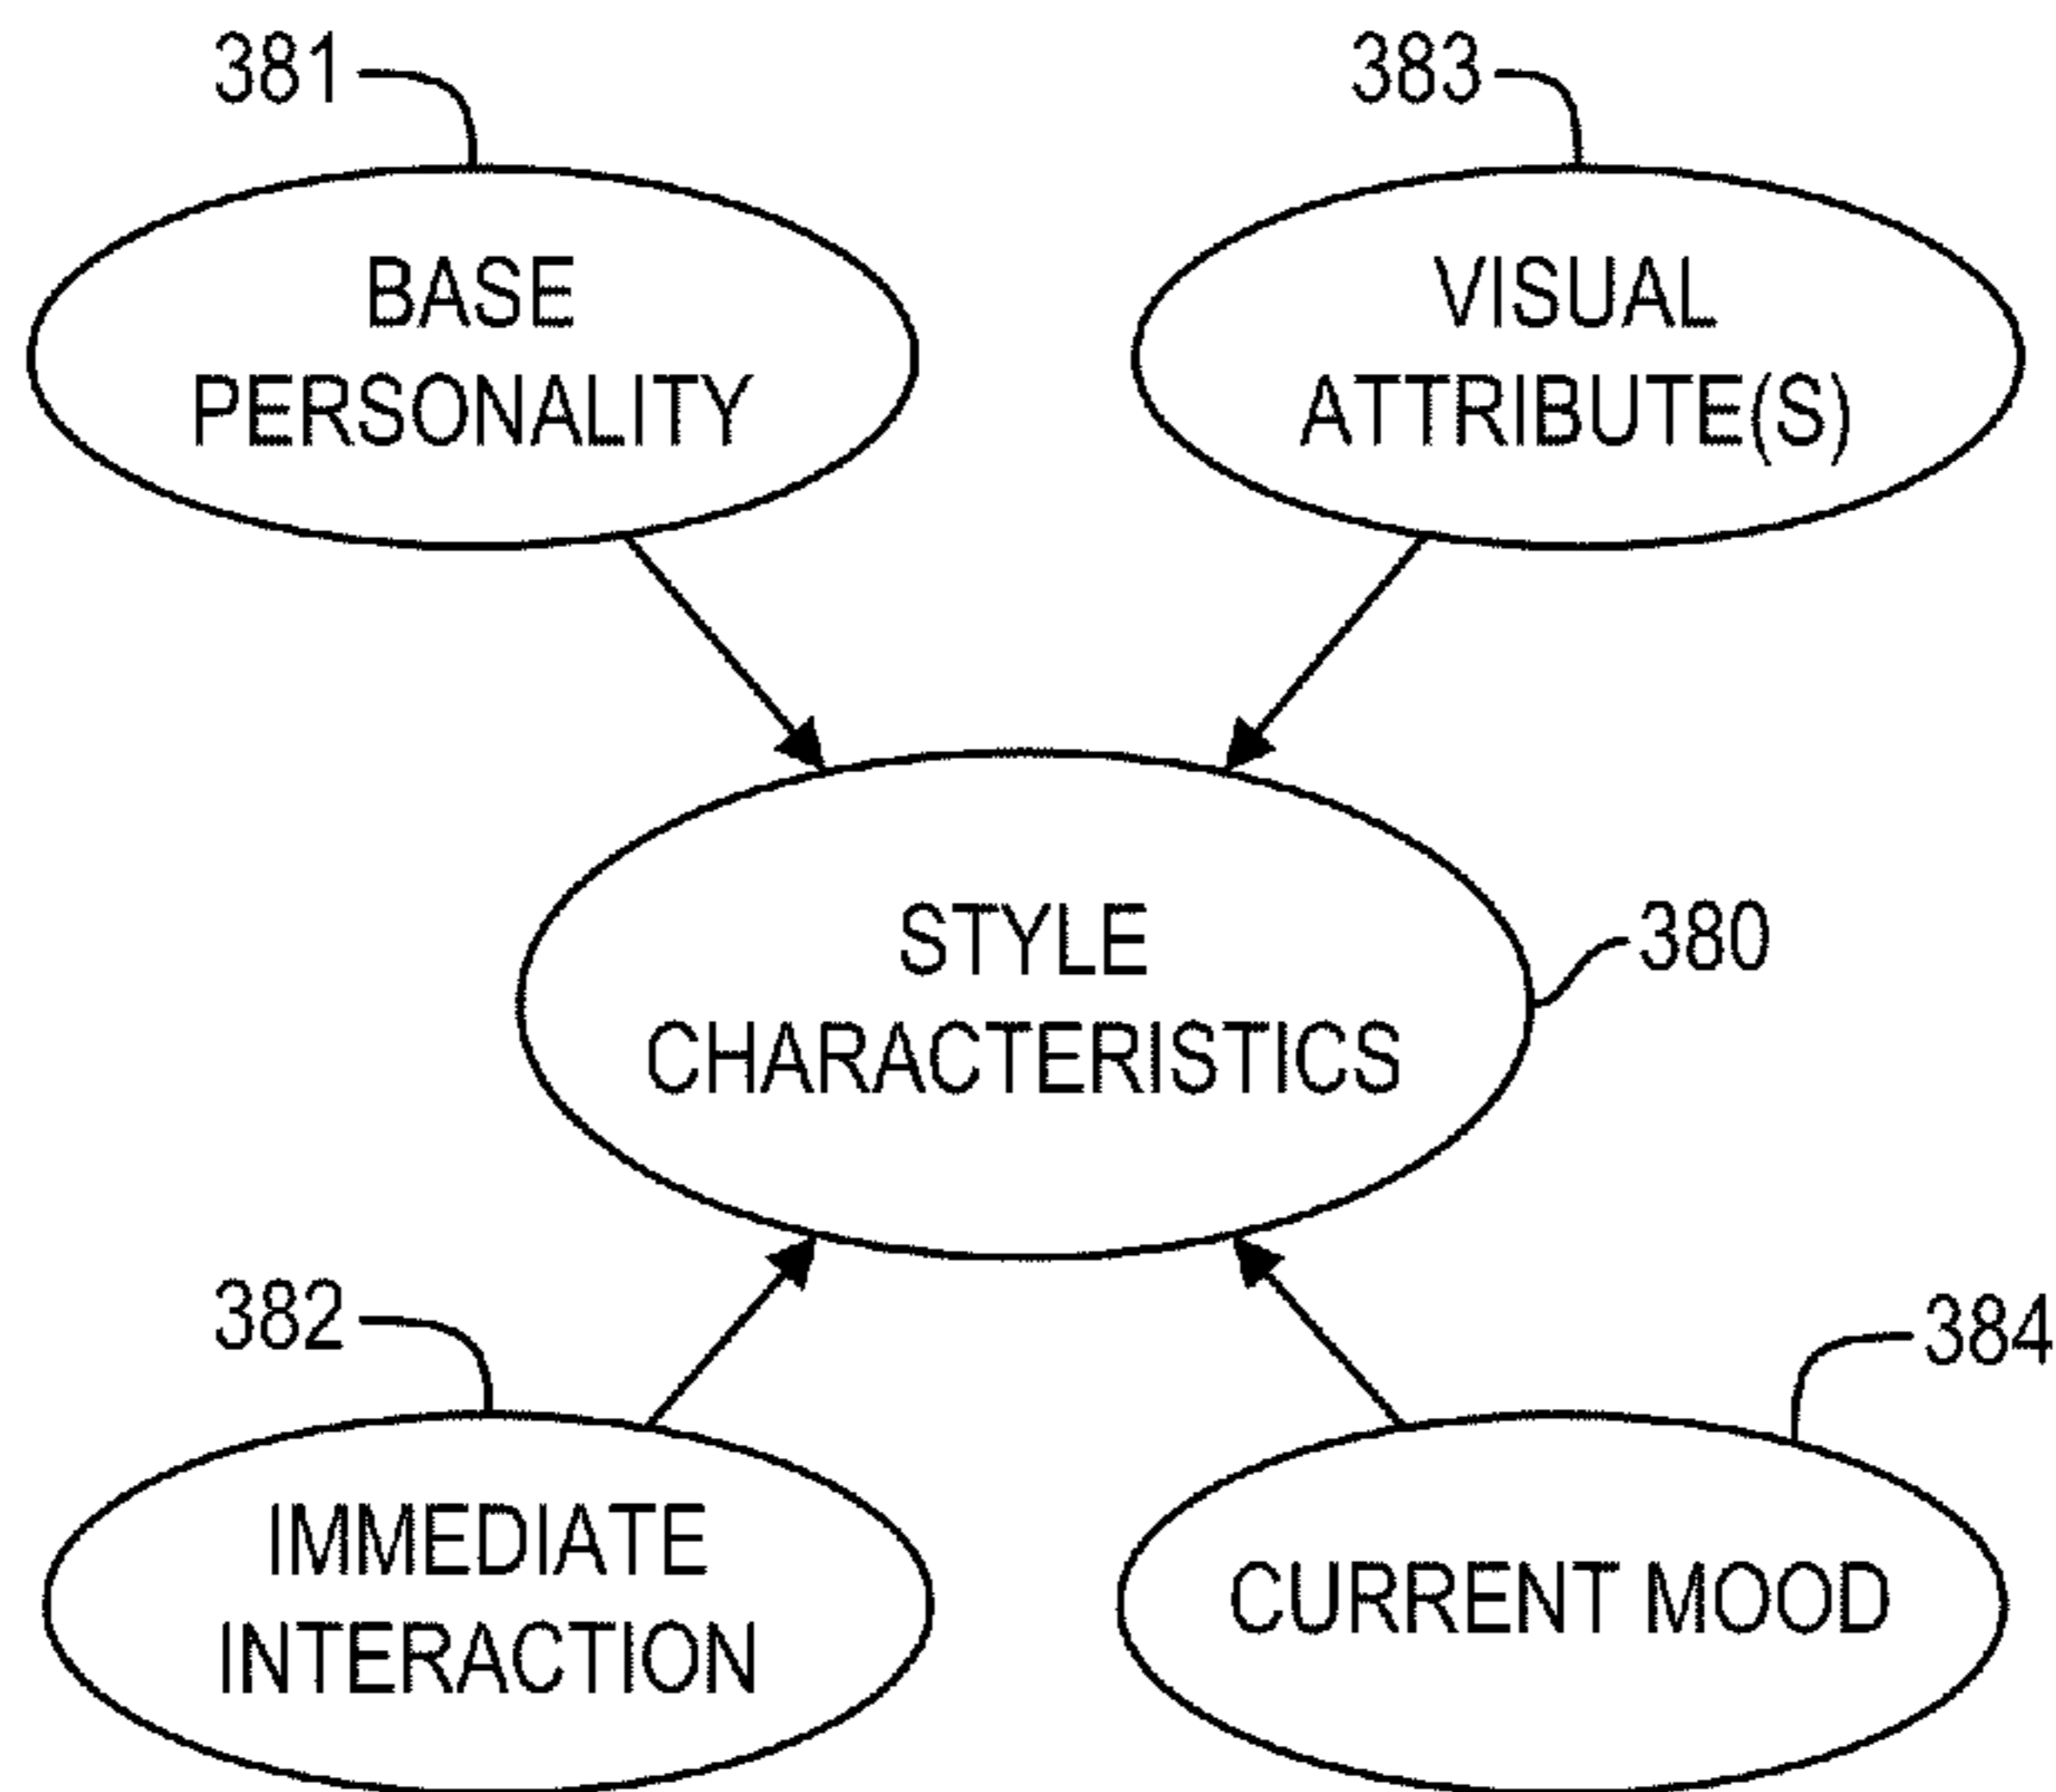 381
383
BASE
PERSONALITY
VISUAL
ATTRIBUTE(S)
STYLE
CHARACTERISTICS
380
382
384
IMMEDIATE
INTERACTION
CURRENT MOOD